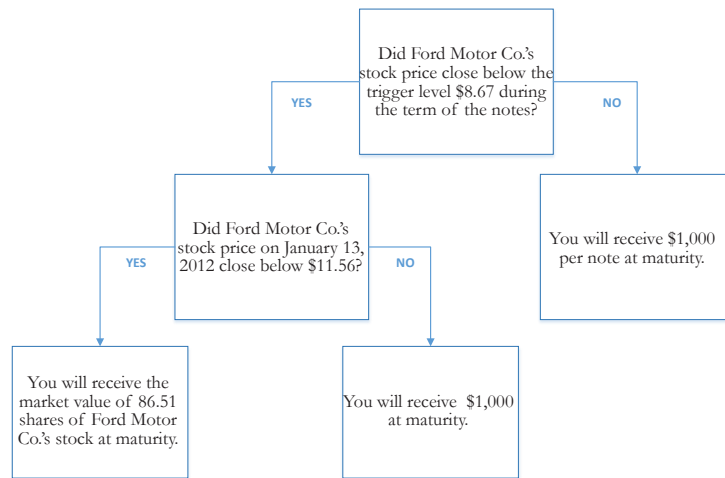 Did Ford Motor Co.'s
stock price close below the
trigger level $8.67 during
the term of the notes?
YES
NO
Did Ford Motor Co.'s
stock price on January 13,
2012 close below $11.56?
You will receive $1,000
per note at maturity.
YES
NO
You will receive the
market value of 86.51
shares of Ford Motor
Co.'s stock at maturity.
You will receive $1,000
at maturity.